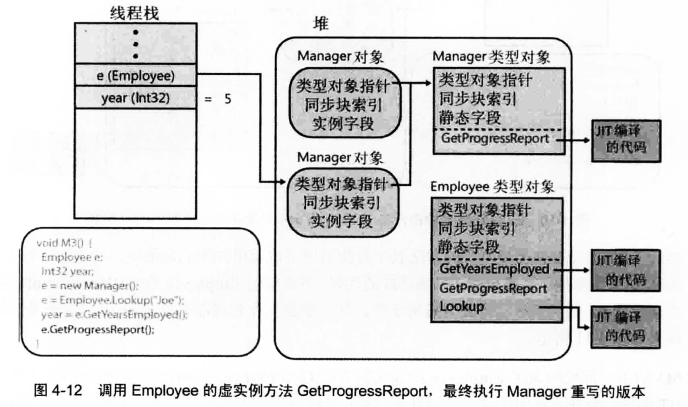 线程栈
堆
e (Employee)
year (Int32)
= 5
Manager 对象
类型对象指针
同步块索引
实例字段
Manager 对象
类型对象指针
同步块索引
实例字段
Manager 类型对象
类型对象指针
同步块索引
静态字段
GetProgressReport
JIT 编译
的代码
Employee 类型对象
类型对象指针
同步块索引
静态字段
GetYearsEmployed
GetProgressReport
Lookup
JIT 编译
的代码
JIT 编译
的代码
void M3() {
Employee e;
Int32 year;
e = new Manager();
e = Employee.Lookup("Joe");
year = e.GetYearsEmployed();
e.GetProgressReport();
}
图 4-12 调用 Employee 的虚实例方法 GetProgressReport，最终执行 Manager 重写的版本